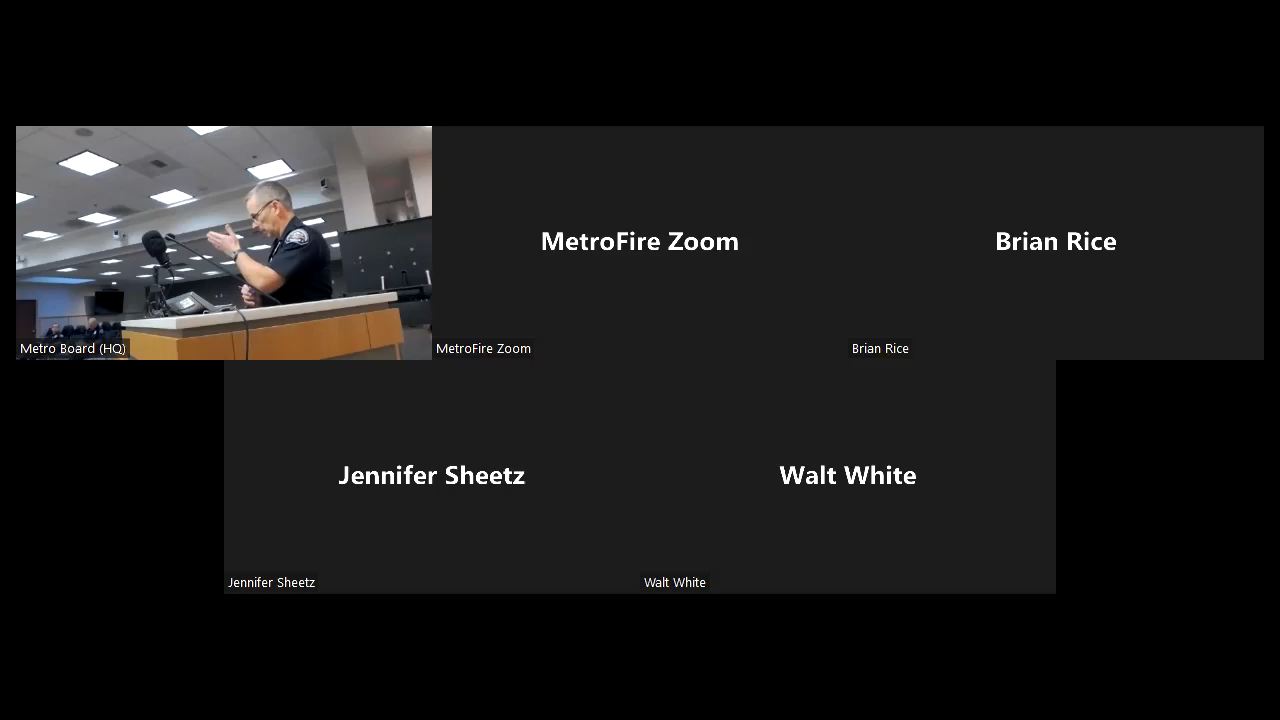 MetroFire Zoom
Brian Rice
Metro Board (HQ)
MetroFire Zoom
Brian Rice
Jennifer Sheetz
Walt White
Jennifer Sheetz
Walt White